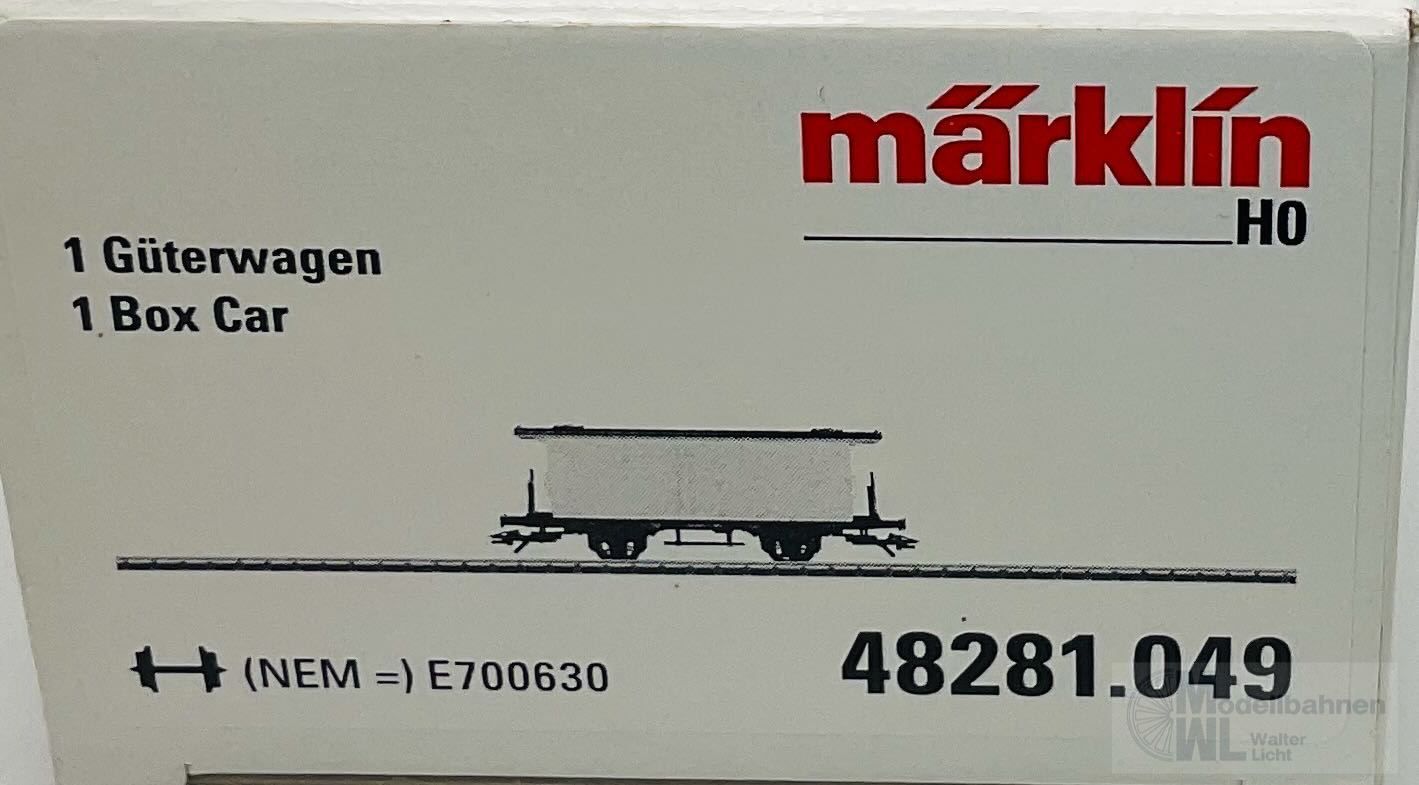 märklin
H0
1 Güterwagen
1 Box Car
(NEM =) E700630
48281.049
Modellbahnen
WL Walter
Licht